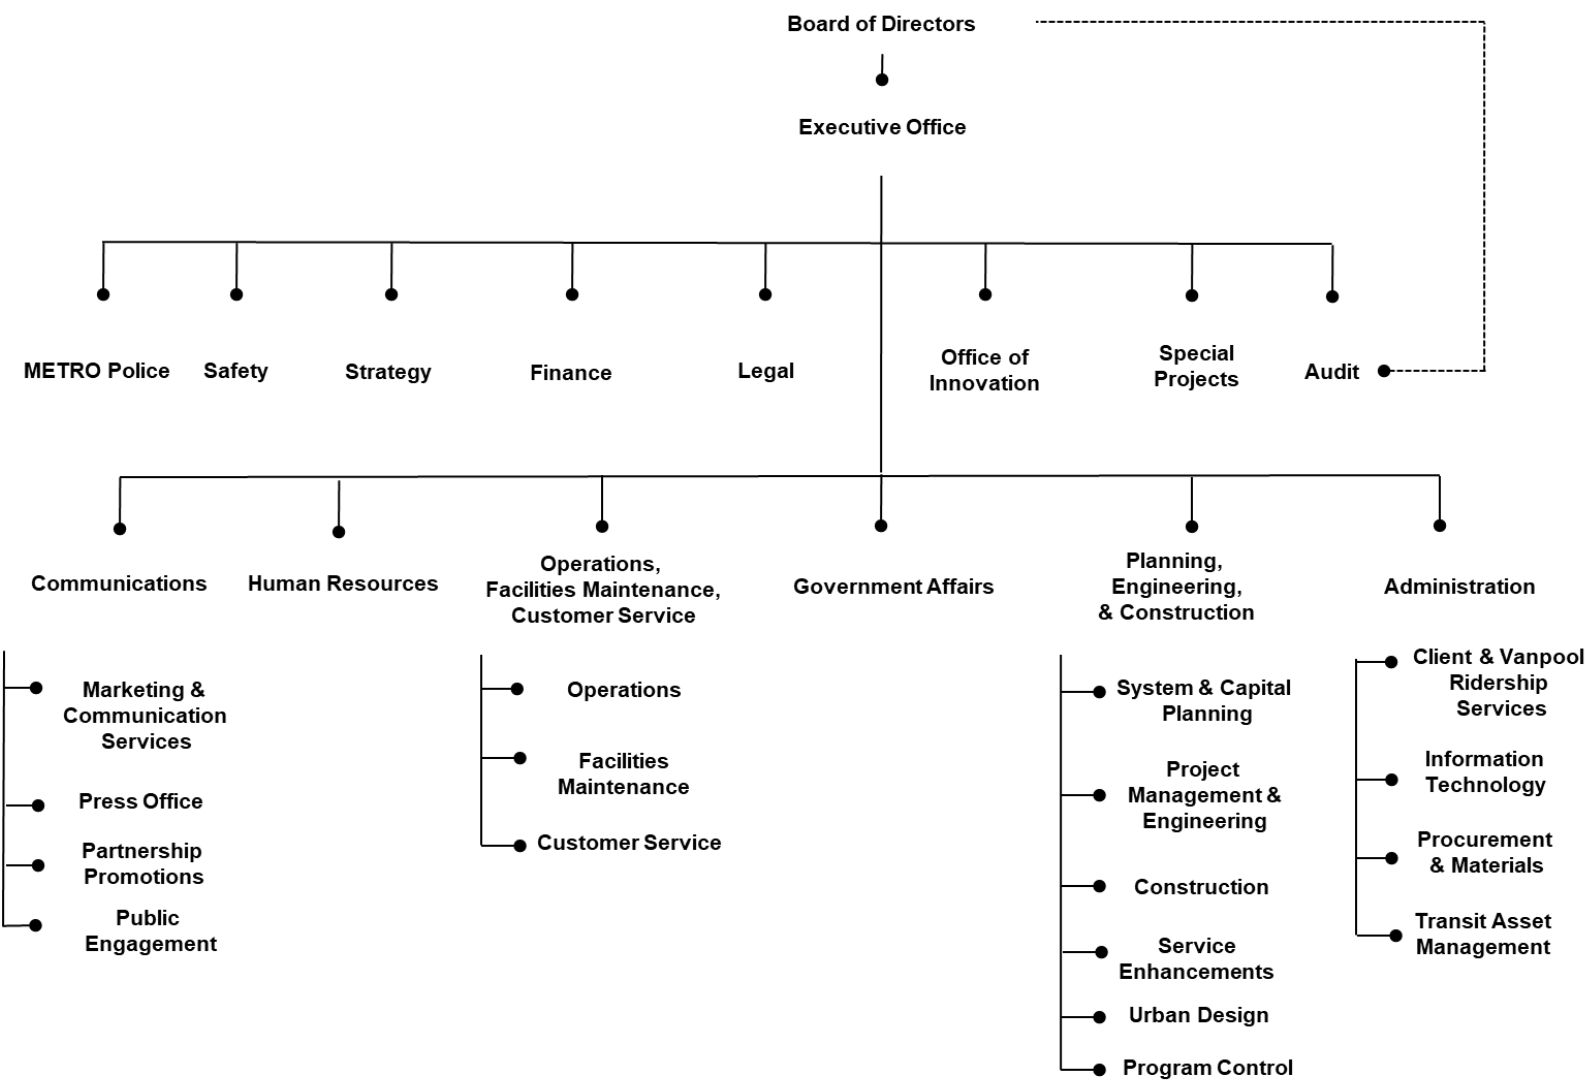 Board of Directors
Executive Office
METRO Police
Safety
Strategy
Finance
Legal
Office of
Innovation
Special
Projects
Audit
Communications
Human Resources
Operations,
Facilities Maintenance,
Customer Service
Government Affairs
Planning,
Engineering,
& Construction
Administration
Marketing &
Communication
Services
Press Office
Partnership
Promotions
Public
Engagement
Operations
Facilities
Maintenance
Customer Service
System & Capital
Planning
Project
Management &
Engineering
Construction
Service
Enhancements
Urban Design
Program Control
Client & Vanpool
Ridership
Services
Information
Technology
Procurement
& Materials
Transit Asset
Management